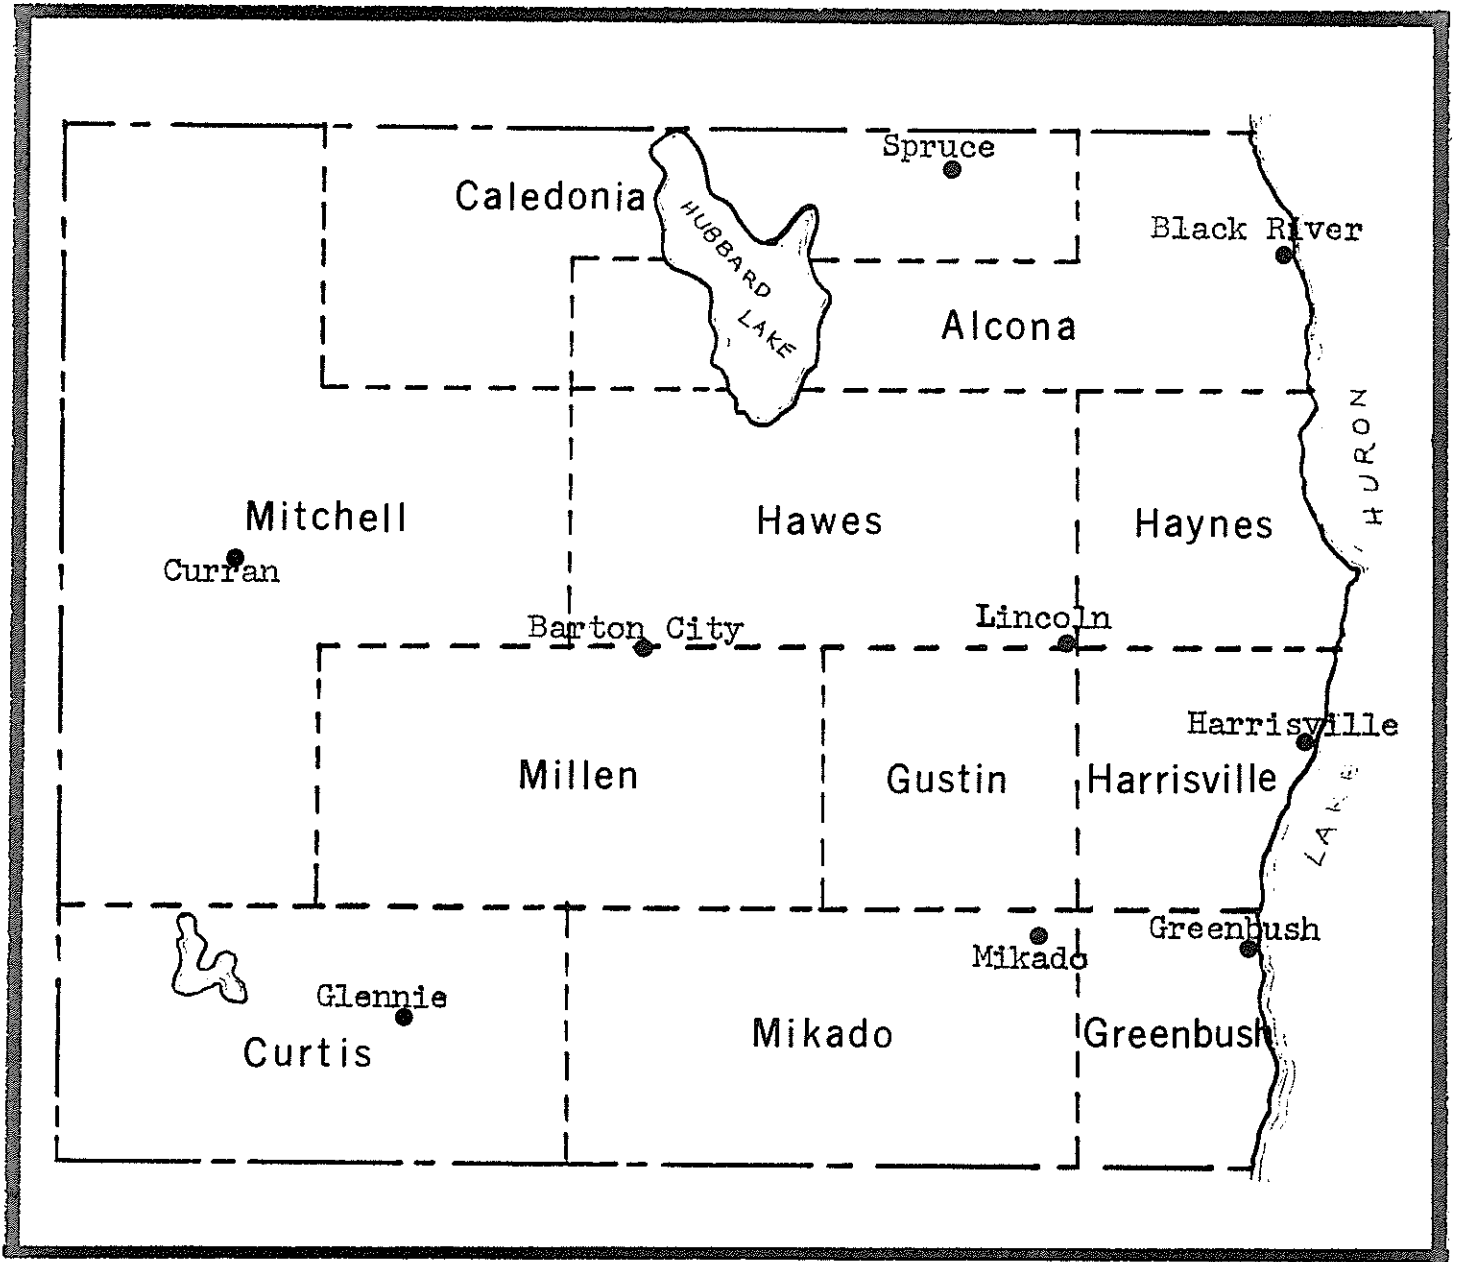 Spruce
Caledonia
HUBBARD
LAKE
Black River
Alcona
Mitchell
Curran
Hawes
Haynes
LAKE HURON
Barton City
Lincoln
Harrisville
Millen
Gustin
Harrisville
Greenbush
Mikado
Glennie
Curtis
Mikado
Greenbush